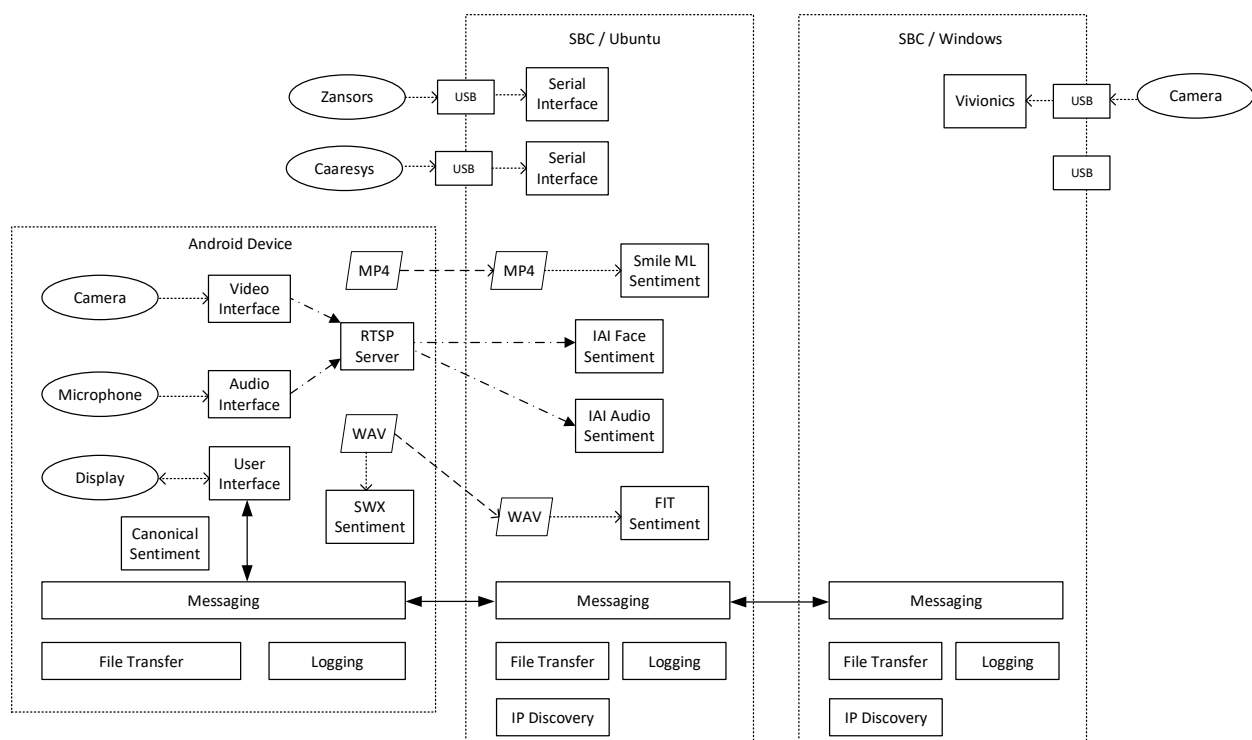 SBC / Ubuntu
SBC / Windows
Zansors
USB
Serial
Interface
Vivionics
USB
Camera
Caaresys
USB
Serial
Interface
USB
Android Device
MP4
MP4
Smile ML
Sentiment
Camera
Video
Interface
RTSP
Server
IAI Face
Sentiment
Microphone
Audio
Interface
IAI Audio
Sentiment
WAV
Display
User
Interface
SWX
Sentiment
WAV
FIT
Sentiment
Canonical
Sentiment
Messaging
Messaging
Messaging
File Transfer
Logging
File Transfer
Logging
File Transfer
Logging
IP Discovery
IP Discovery